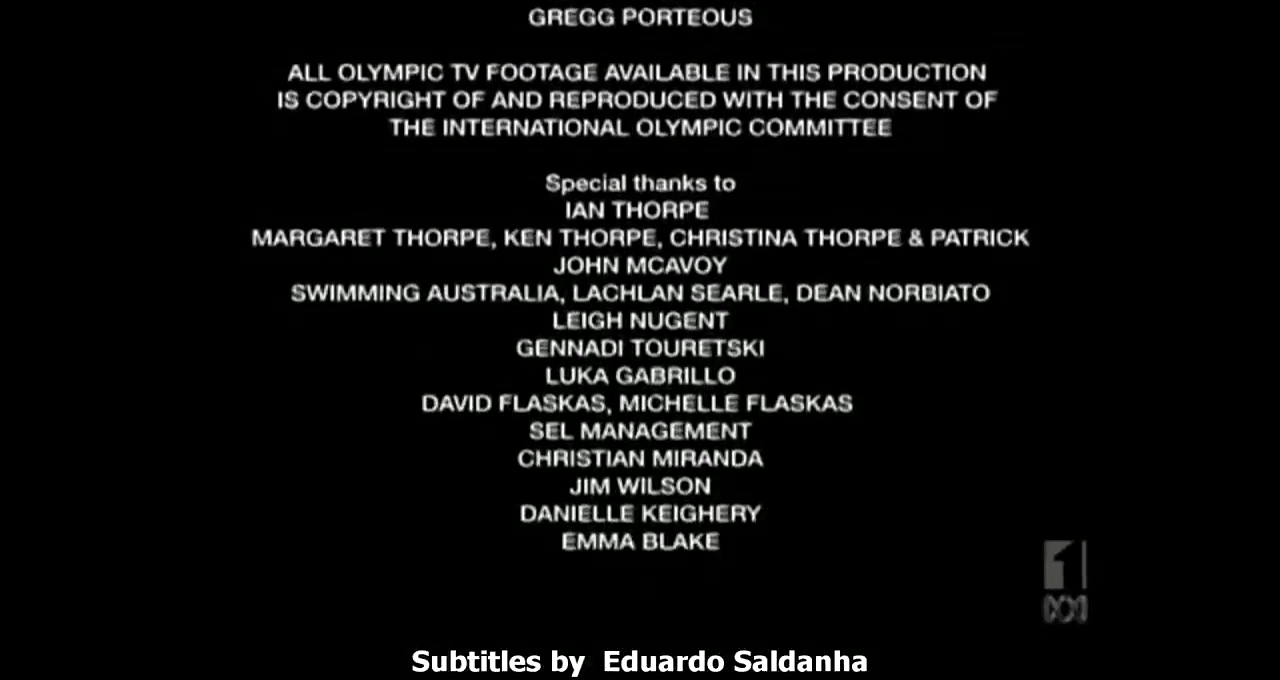 GREGG PORTEOUS
ALL OLYMPIC TV FOOTAGE AVAILABLE IN THIS PRODUCTION
IS COPYRIGHT OF AND REPRODUCED WITH THE CONSENT OF
THE INTERNATIONAL OLYMPIC COMMITTEE
Special thanks to
IAN THORPE
MARGARET THORPE, KEN THORPE, CHRISTINA THORPE & PATRICK
JOHN MCAVOY
SWIMMING AUSTRALIA, LACHLAN SEARLE, DEAN NORBIATO
LEIGH NUGENT
GENNADI TOURETSKI
LUKA GABRILLO
DAVID FLASKAS, MICHELLE FLASKAS
SEL MANAGEMENT
CHRISTIAN MIRANDA
JIM WILSON
DANIELLE KEIGHERY
EMMA BLAKE
1
Subtitles by  Eduardo Saldanha